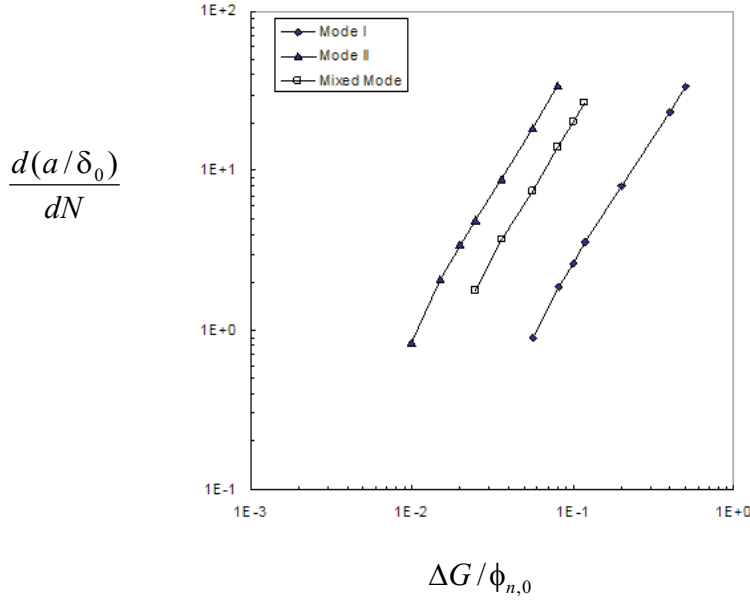 1E+2
Mode I
Mode II
Mixed Mode
1E+1
d(a/δ₀)
dN
1E+0
1E-1
1E-3
1E-2
1E-1
1E+0
ΔG/ϕₙ,₀